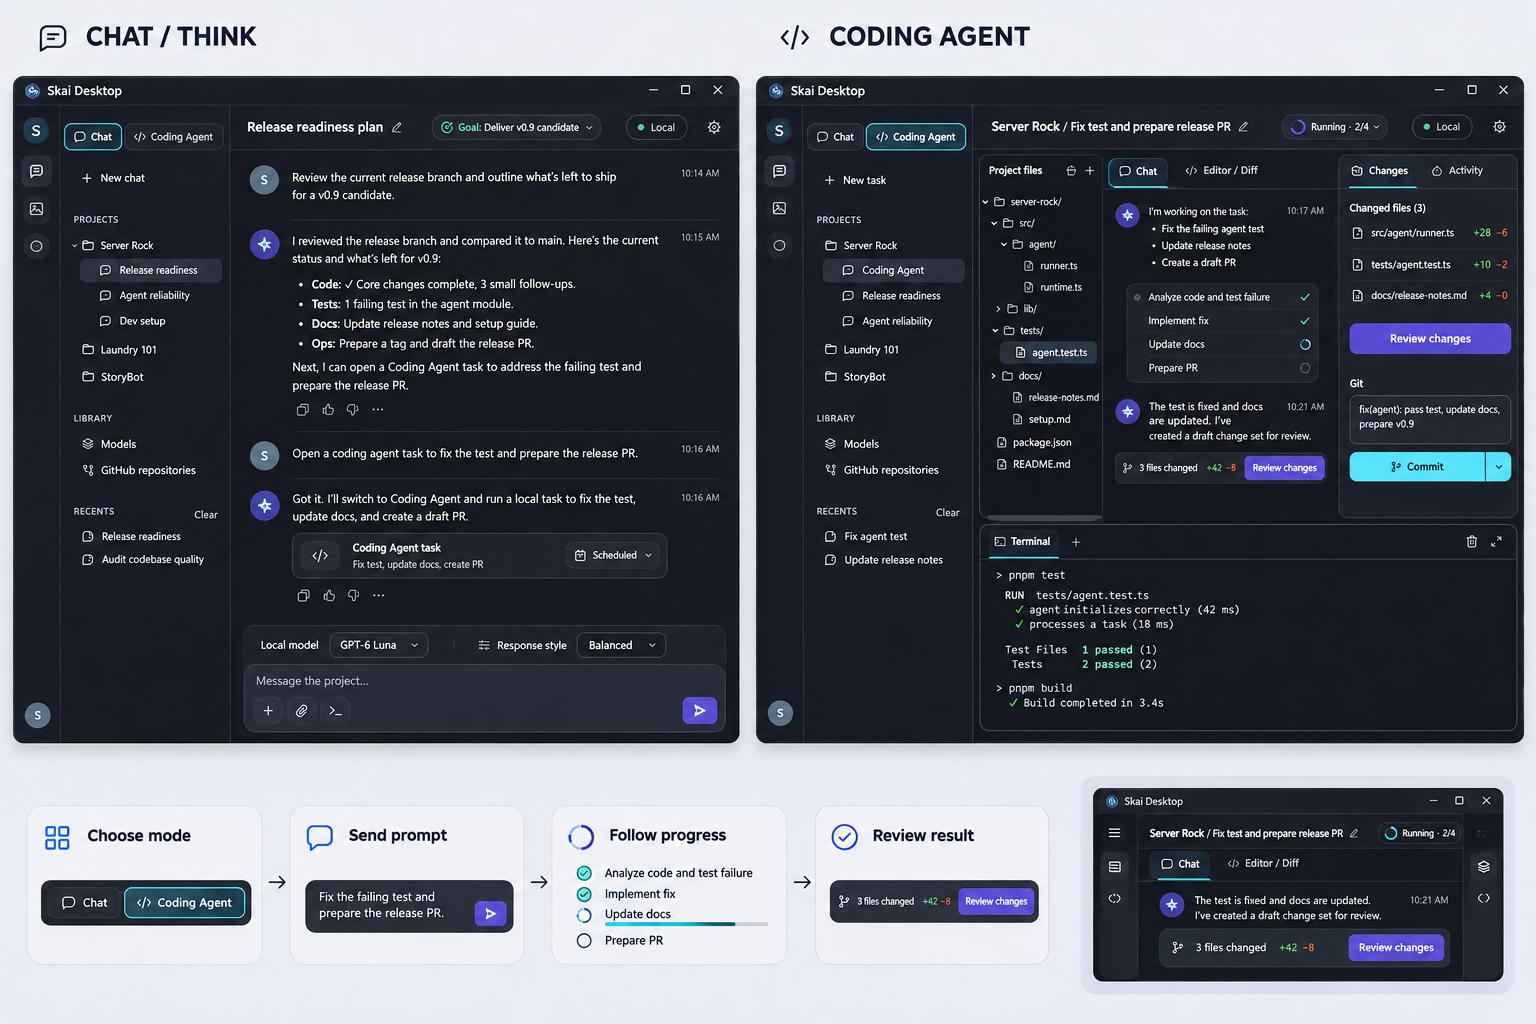 CHAT / THINK
Skai Desktop
S
Chat
Coding Agent
New chat
PROJECTS
Server Rock
Release readiness
Agent reliability
Dev setup
Laundry 101
StoryBot
LIBRARY
Models
GitHub repositories
RECENTS
Clear
Release readiness
Audit codebase quality
S
Release readiness plan
Goal: Deliver v0.9 candidate
Local
S
Review the current release branch and outline what's left to ship
for a v0.9 candidate.
10:14 AM
I reviewed the release branch and compared it to main. Here's the current
status and what's left for v0.9:
10:15 AM
• Code: ✓ Core changes complete, 3 small follow-ups.
• Tests: 1 failing test in the agent module.
• Docs: Update release notes and setup guide.
• Ops: Prepare a tag and draft the release PR.
Next, I can open a Coding Agent task to address the failing test and
prepare the release PR.
S
Open a coding agent task to fix the test and prepare the release PR.
10:16 AM
Got it. I'll switch to Coding Agent and run a local task to fix the test,
update docs, and create a draft PR.
10:16 AM
Coding Agent task
Fix test, update docs, create PR
Scheduled
Local model
GPT-6 Luna
Response style
Balanced
Message the project...
CODING AGENT
Skai Desktop
S
Chat
Coding Agent
New task
PROJECTS
Server Rock
Coding Agent
Release readiness
Agent reliability
Laundry 101
StoryBot
LIBRARY
Models
GitHub repositories
RECENTS
Clear
Fix agent test
Update release notes
S
Server Rock / Fix test and prepare release PR
Running · 2/4
Local
Project files
server-rock/
src/
agent/
runner.ts
runtime.ts
lib/
tests/
agent.test.ts
docs/
release-notes.md
setup.md
package.json
README.md
Chat
Editor / Diff
I'm working on the task:
10:17 AM
• Fix the failing agent test
• Update release notes
• Create a draft PR
Analyze code and test failure
Implement fix
Update docs
Prepare PR
The test is fixed and docs
are updated. I've
created a draft change set for review.
10:21 AM
3 files changed +42 −8
Review changes
Changes
Activity
Changed files (3)
src/agent/runner.ts +28 −6
tests/agent.test.ts +10 −2
docs/release-notes.md +4 −0
Review changes
Git
fix(agent): pass test, update docs,
prepare v0.9
Commit
Terminal
> pnpm test
RUN tests/agent.test.ts
✓ agent initializes correctly (42 ms)
✓ processes a task (18 ms)
Test Files 1 passed (1)
Tests 2 passed (2)
> pnpm build
✓ Build completed in 3.4s
Choose mode
Chat
Coding Agent
Send prompt
Fix the failing test and
prepare the release PR.
Follow progress
Analyze code and test failure
Implement fix
Update docs
Prepare PR
Review result
3 files changed +42 −8
Review changes
Skai Desktop
Server Rock / Fix test and prepare release PR
Running · 2/4
Chat
Editor / Diff
The test is fixed and docs are updated.
I've created a draft change set for review.
10:21 AM
3 files changed +42 −8
Review changes